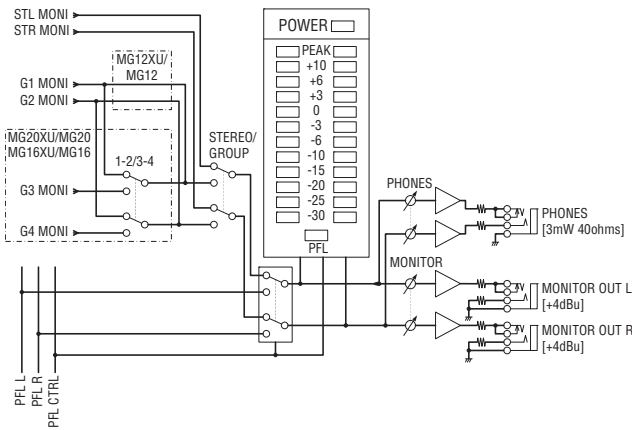 STL MONI
STR MONI
G1 MONI
G2 MONI
MG12XU/
MG12
MG20XU/MG20
MG16XU/MG16
1-2/3-4
G3 MONI
G4 MONI
STEREO/
GROUP
POWER
PEAK
+10
+6
+3
0
-3
-6
-10
-15
-20
-25
-30
PFL
PHONES
MONITOR
PHONES
[3mW 40ohms]
MONITOR OUT L
[+4dBu]
MONITOR OUT R
[+4dBu]
PFL L
PFL R
PFL CTRL